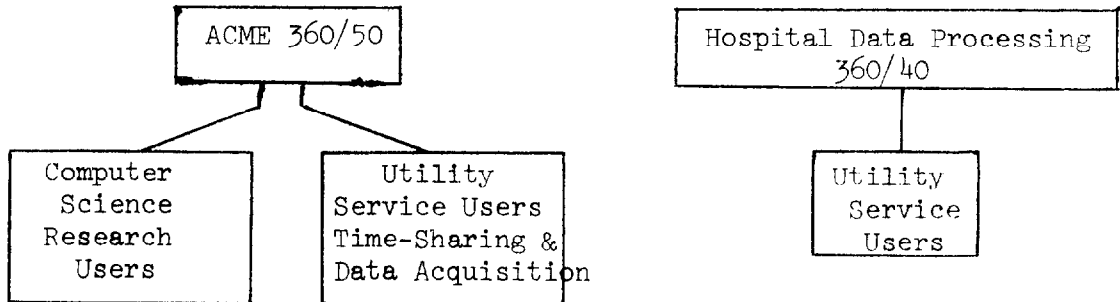 ACME 360/50
Hospital Data Processing
360/40
Computer
Science
Research
Users
Utility
Service Users
Time-Sharing &
Data Acquisition
Utility
Service
Users